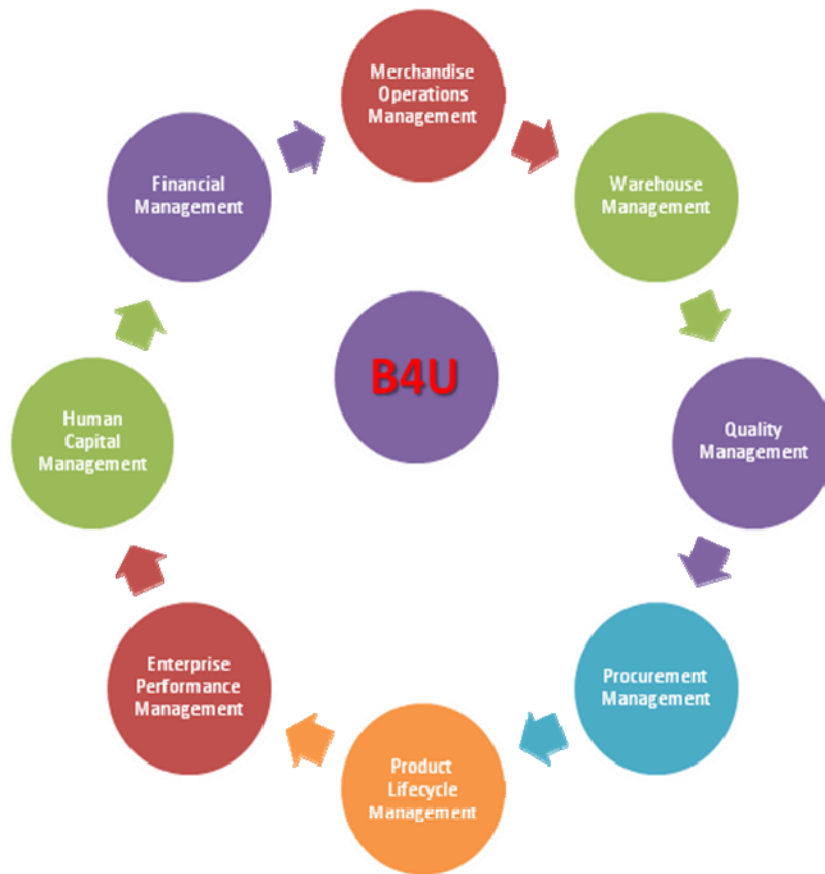 Merchandise
Operations
Management
Warehouse
Management
Quality
Management
Procurement
Management
Product
Lifecycle
Management
Enterprise
Performance
Management
Human
Capital
Management
Financial
Management
B4U